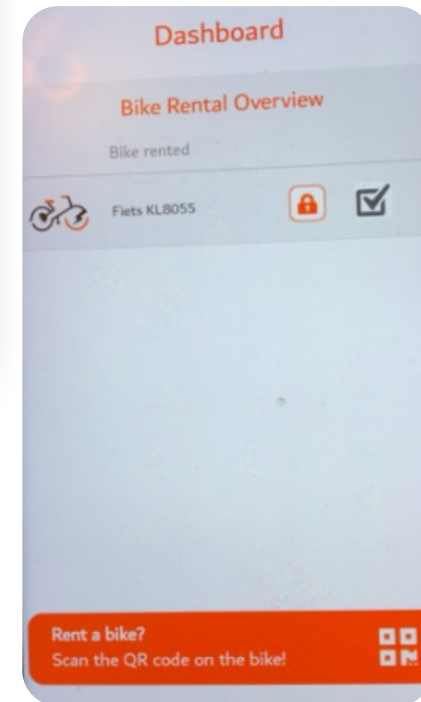 Dashboard
Bike Rental Overview
Bike rented
Fiets KL8055
Rent a bike?
Scan the QR code on the bike!